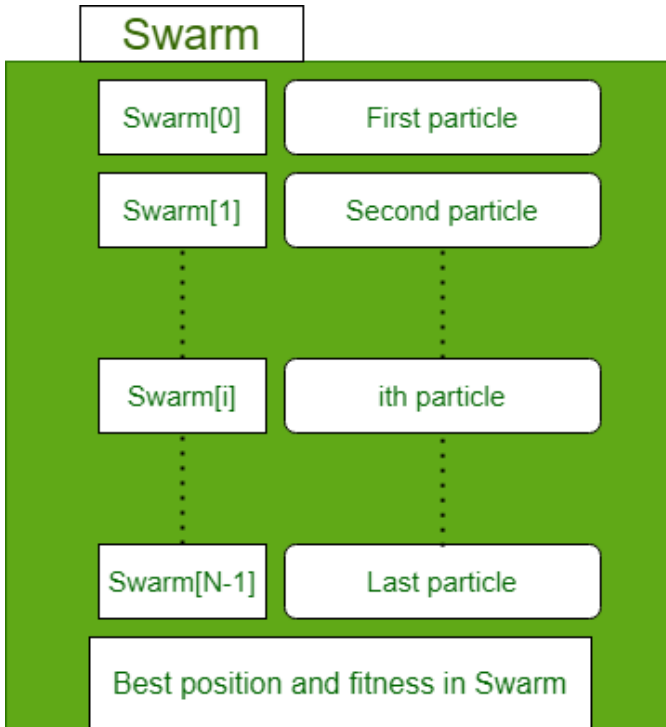 Swarm
Swarm[0] First particle
Swarm[1] Second particle
Swarm[i] ith particle
Swarm[N-1] Last particle
Best position and fitness in Swarm